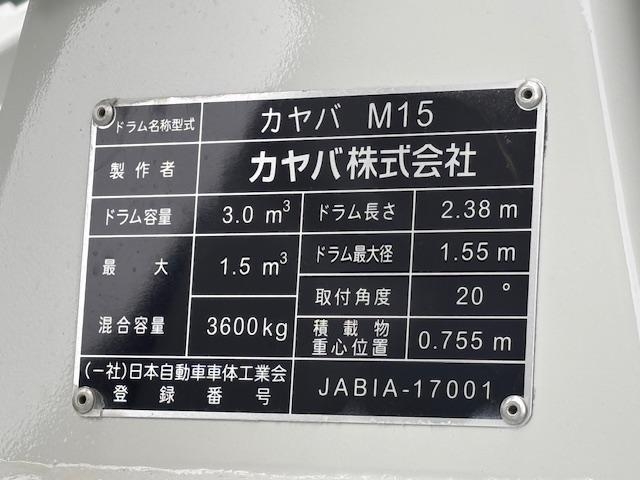 ドラム名称型式 カヤバ M15
製作者 カヤバ株式会社
ドラム容量 3.0 m³ ドラム長さ 2.38 m
最大混合容量 1.5 m³ ドラム最大径 1.55 m
3600kg 取付角度 20°
積載物重心位置 0.755 m
(一社)日本自動車車体工業会
登録番号 JABIA-17001